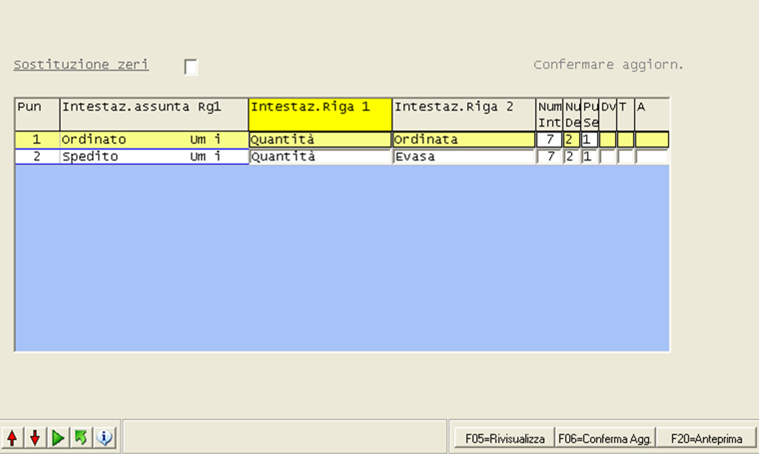 Sostituzione zeri Confermare aggiorn.
Pun Intestaz.assunta Rg1 Intestaz.Riga 1 Intestaz.Riga 2 Num Nu Pu Dv T A
Int De Se
1 Ordinato Um i Quantità Ordinata 7 2 1
2 Spedito Um i Quantità Evasa 7 2 1
F05=Rivisualizza F06=Conferma Agg. F20=Anteprima